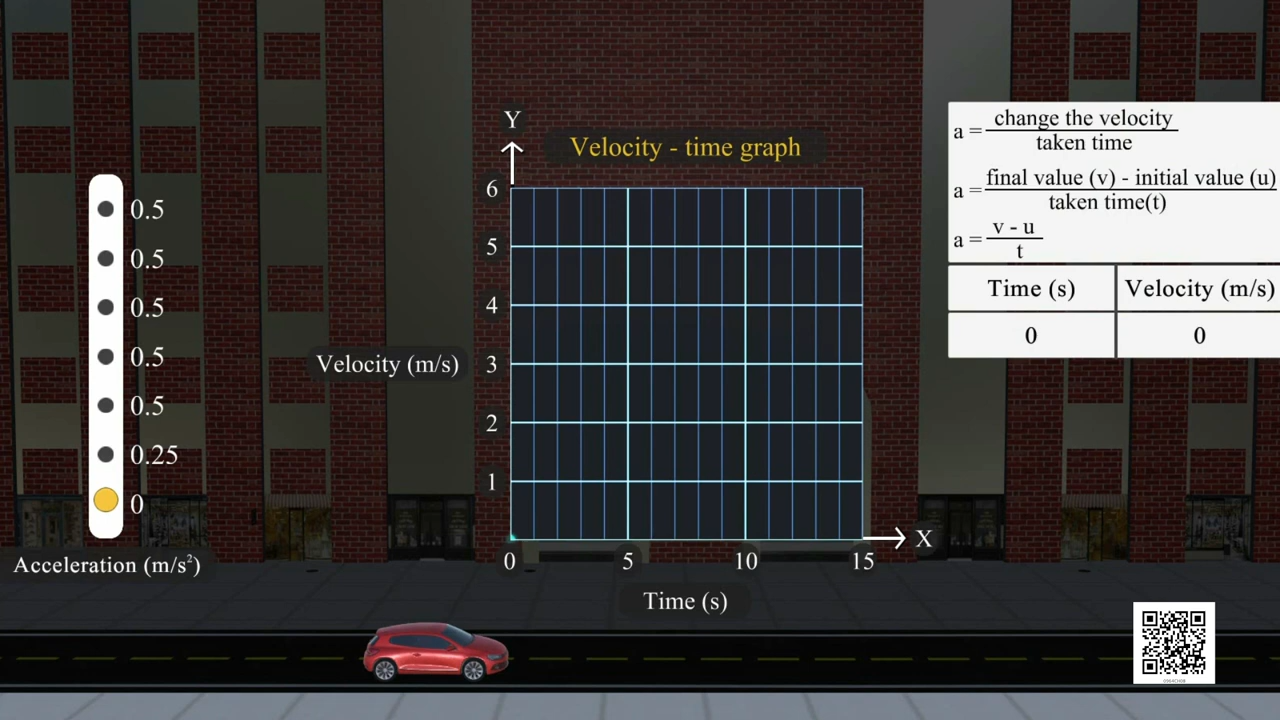 Y
Velocity - time graph
6
5
4
3
2
1
Velocity (m/s)
0 5 10 15
X
Time (s)
0.5
0.5
0.5
0.5
0.5
0.25
0
Acceleration (m/s²)
a = change the velocity
taken time
a = final value (v) - initial value (u)
taken time(t)
a = v - u
t
Time (s) Velocity (m/s)
0 0